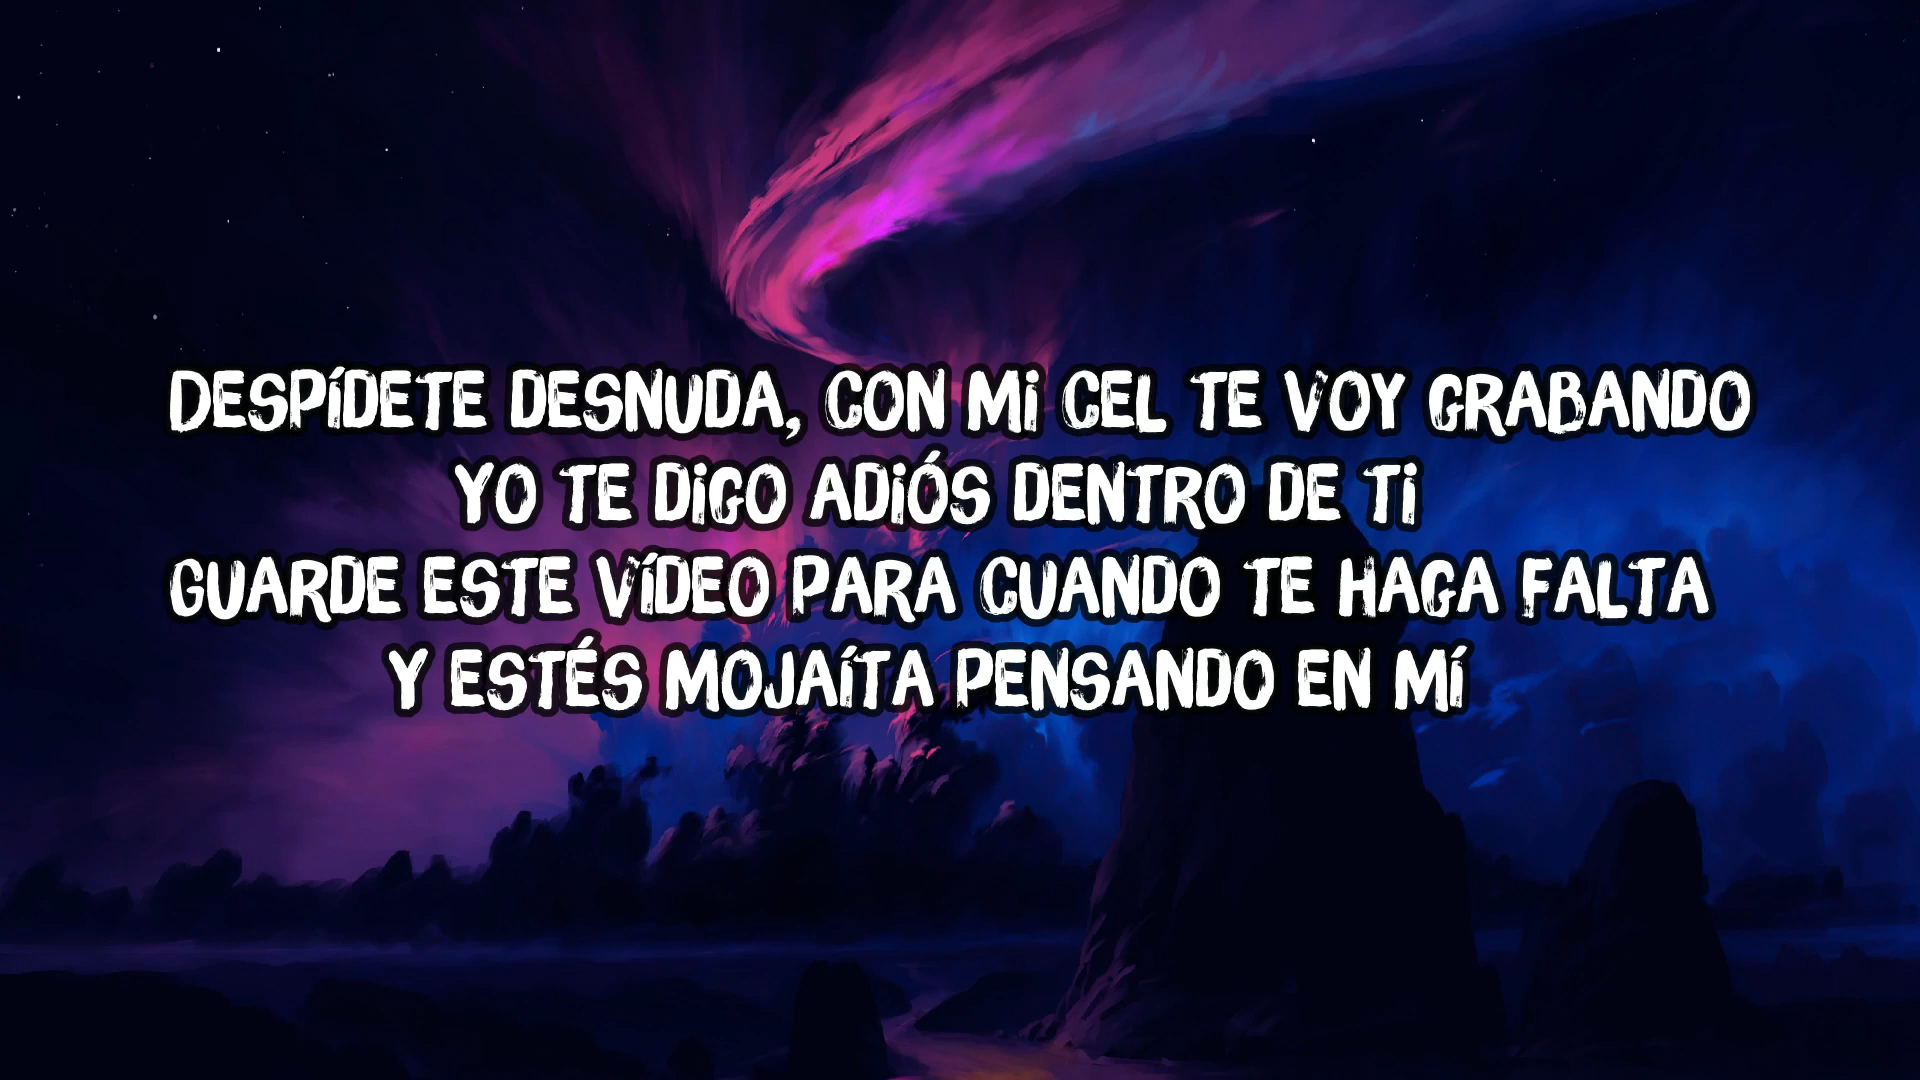 DESPÍDETE DESNUDA, CON MI CEL TE VOY GRABANDO
YO TE DIGO ADIÓS DENTRO DE TI
GUARDE ESTE VÍDEO PARA CUANDO TE HAGA FALTA
Y ESTÉS MOJAÍTA PENSANDO EN MÍ